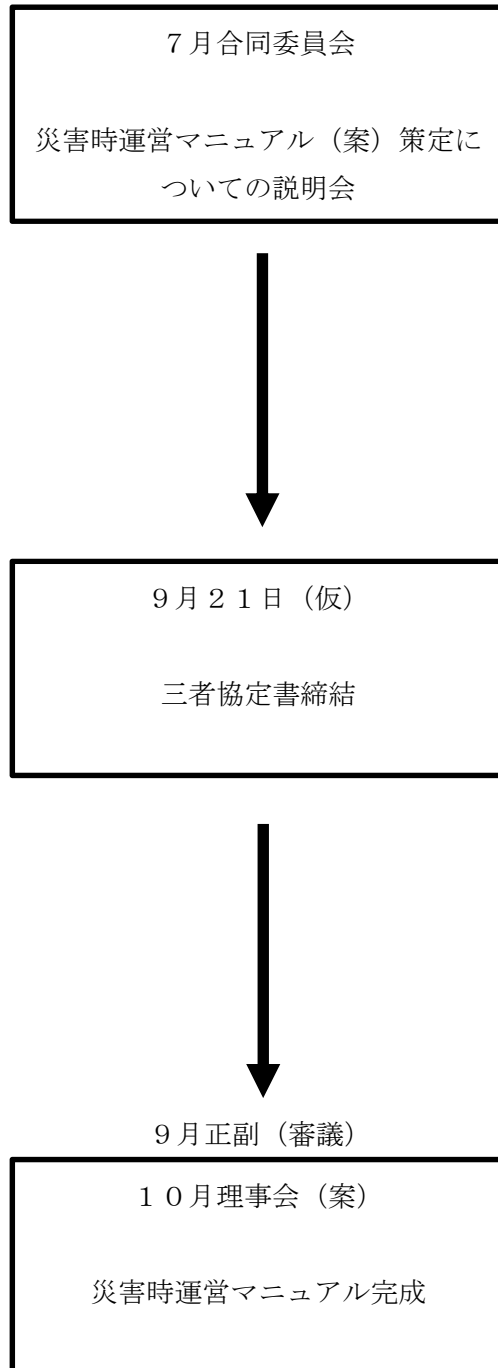 ７月合同委員会
災害時運営マニュアル（案）策定に
ついての説明会
９月２１日（仮）
三者協定書締結
９月正副（審議）
１０月理事会（案）
災害時運営マニュアル完成